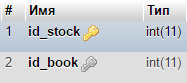 # Имя Тип
1 id_stock int(11)
2 id_book int(11)